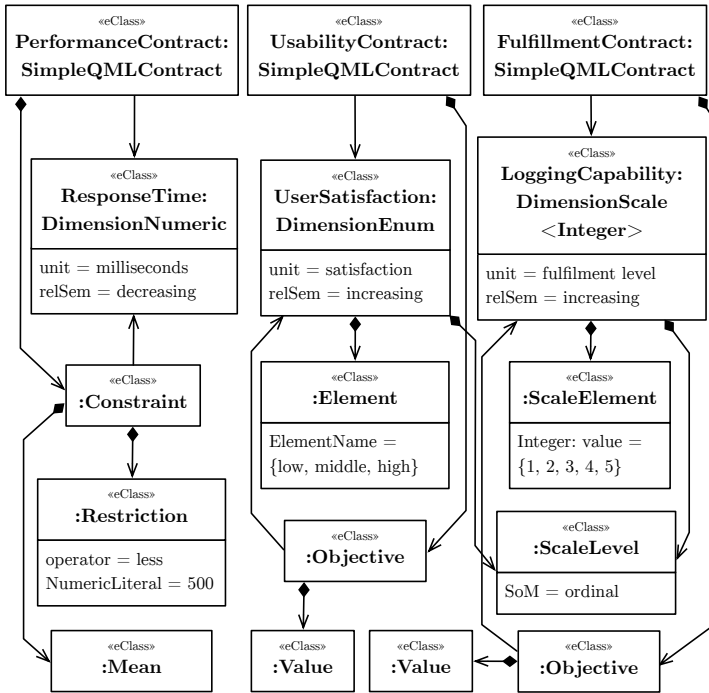 «eClass»
PerformanceContract:
SimpleQMLContract
«eClass»
UsabilityContract:
SimpleQMLContract
«eClass»
FulfillmentContract:
SimpleQMLContract
«eClass»
ResponseTime:
DimensionNumeric
unit = milliseconds
relSem = decreasing
«eClass»
UserSatisfaction:
DimensionEnum
unit = satisfaction
relSem = increasing
«eClass»
LoggingCapability:
DimensionScale
<Integer>
unit = fulfilment level
relSem = increasing
«eClass»
:Constraint
«eClass»
:Element
ElementName =
{low, middle, high}
«eClass»
:ScaleElement
Integer: value =
{1, 2, 3, 4, 5}
«eClass»
:Restriction
operator = less
NumericLiteral = 500
«eClass»
:Objective
«eClass»
:ScaleLevel
SoM = ordinal
«eClass»
:Mean
«eClass»
:Value
«eClass»
:Value
«eClass»
:Objective